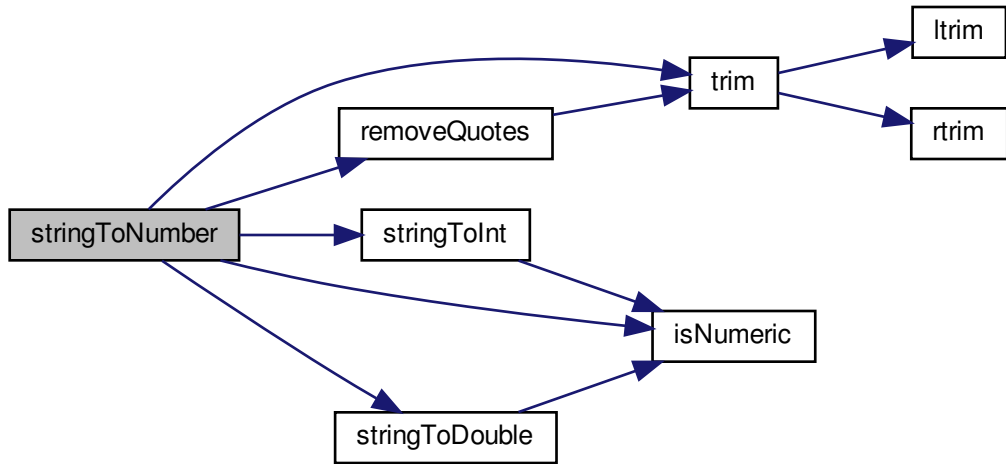 ltrim
trim
removeQuotes
rtrim
stringToNumber
stringToInt
isNumeric
stringToDouble